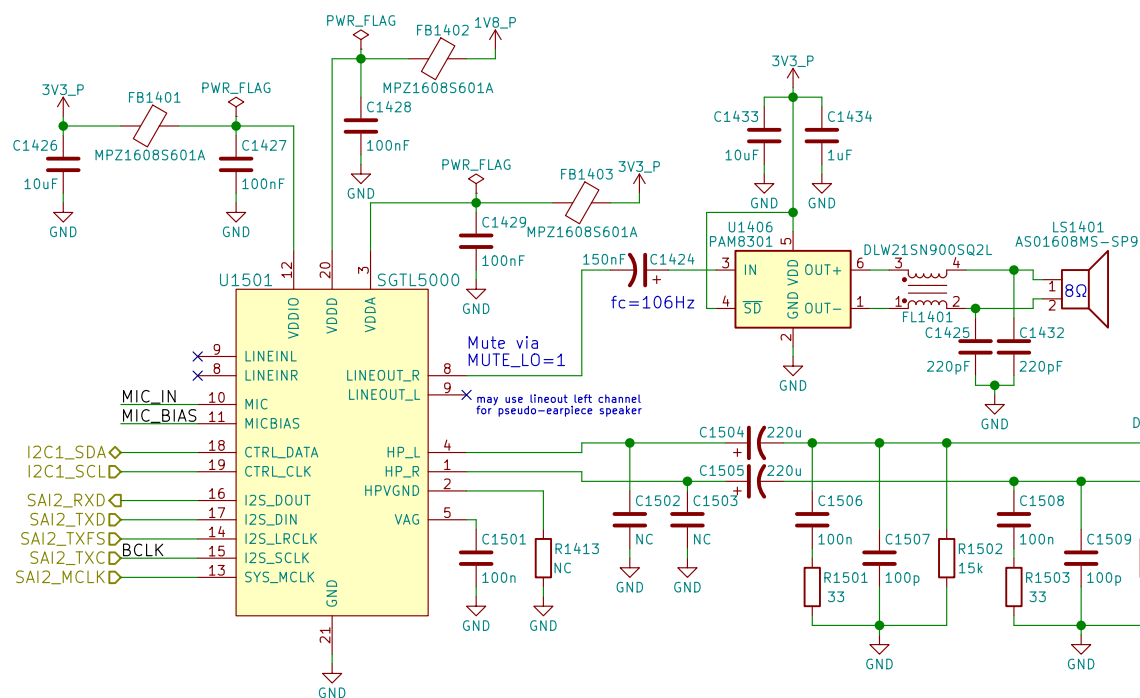 PWR_FLAG
FB1402
1V8_P
MPZ1608S601A
C1428
100nF
GND
3V3_P
FB1401
PWR_FLAG
C1426
MPZ1608S601A
C1427
10uF
100nF
GND
GND
PWR_FLAG
FB1403
3V3_P
C1429
MPZ1608S601A
100nF
GND
3V3_P
C1433
C1434
10uF
1uF
GND
GND
U1406
PAM8301
5
VDD
3
IN
OUT+
6
4
SD
OUT-
1
GND
2
GND
150nF
C1424
+
fc=106Hz
DLW21SN900SQ2L
3
4
1
2
FL1401
LS1401
AS01608MS-SP9
1
2
8Ω
C1425
C1432
220pF
220pF
GND
U1501
SGTL5000
12
20
3
VDDIO
VDDD
VDDA
9
LINEINL
8
LINEINR
MIC_IN
10
MIC
MIC_BIAS
11
MICBIAS
I2C1_SDA
18
CTRL_DATA
I2C1_SCL
19
CTRL_CLK
SAI2_RXD
16
I2S_DOUT
SAI2_TXD
17
I2S_DIN
SAI2_TXFS
14
I2S_LRCLK
SAI2_TXC
BCLK
15
I2S_SCLK
SAI2_MCLK
13
SYS_MCLK
GND
21
GND
LINEOUT_R
8
LINEOUT_L
9
HP_L
4
HP_R
1
HPVGND
2
VAG
5
Mute via
MUTE_LO=1
may use lineout left channel
for pseudo-earpiece speaker
C1501
100n
GND
R1413
NC
GND
C1504
220u
+
C1505
220u
+
C1502
NC
GND
C1503
NC
GND
C1506
100n
R1501
33
C1507
100p
R1502
15k
GND
C1508
100n
R1503
33
C1509
100p
GND
D